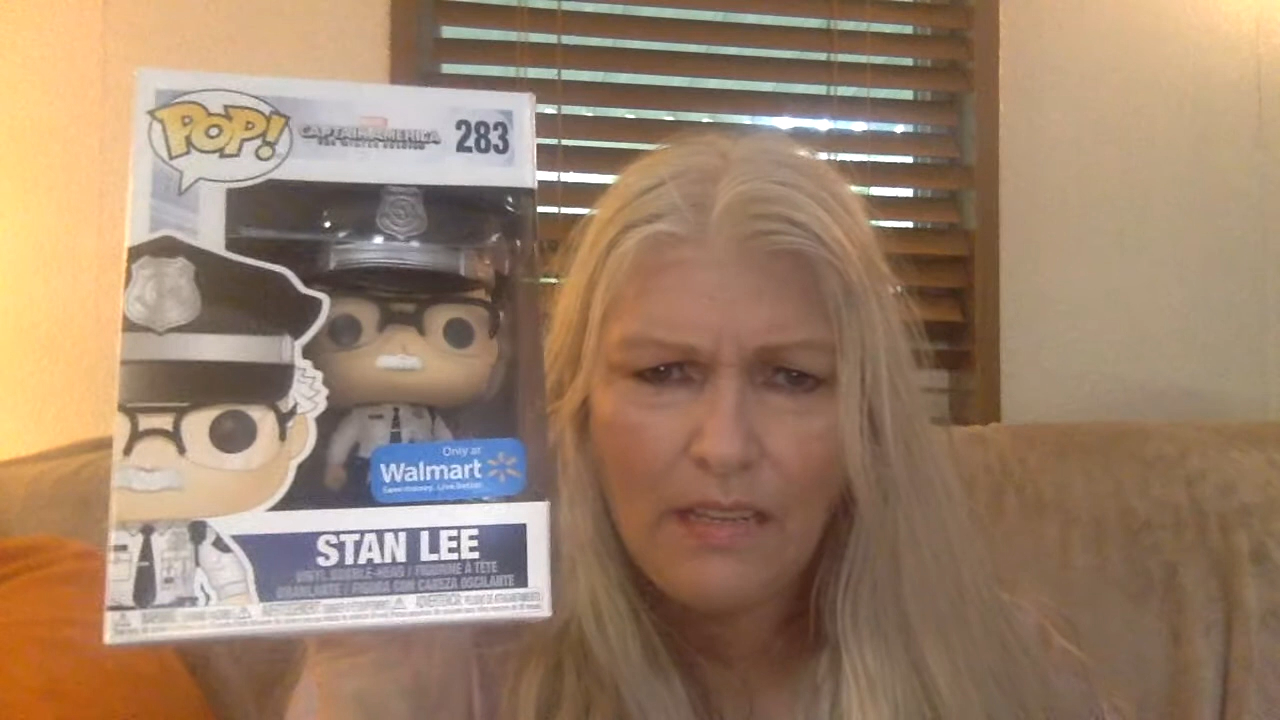 POP!
CAPTAIN AMERICA
THE WINTER SOLDIER
283
Only at
Walmart
Save money. Live better.
STAN LEE
VINYL BOBBLE-HEAD / FIGURINE À TÊTE
BRANLANTE / FIGURA CON CABEZA OSCILANTE